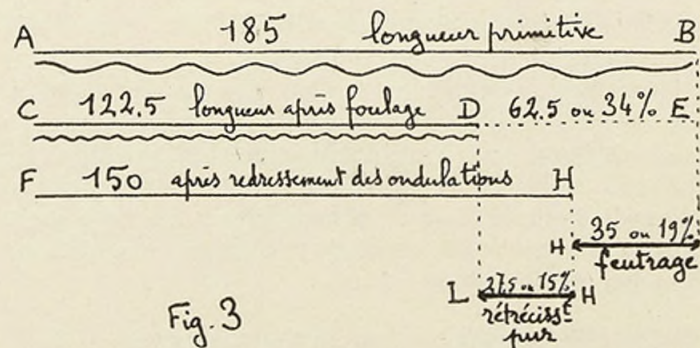 A 185 longueur primitive B
C 122.5 longueur après foulage D 62.5 ou 34% E
F 150 après redressement des ondulations H
H 35 ou 19%
feutrage
L 27.5 ou 15% H
rétréciss.t
pur
Fig. 3